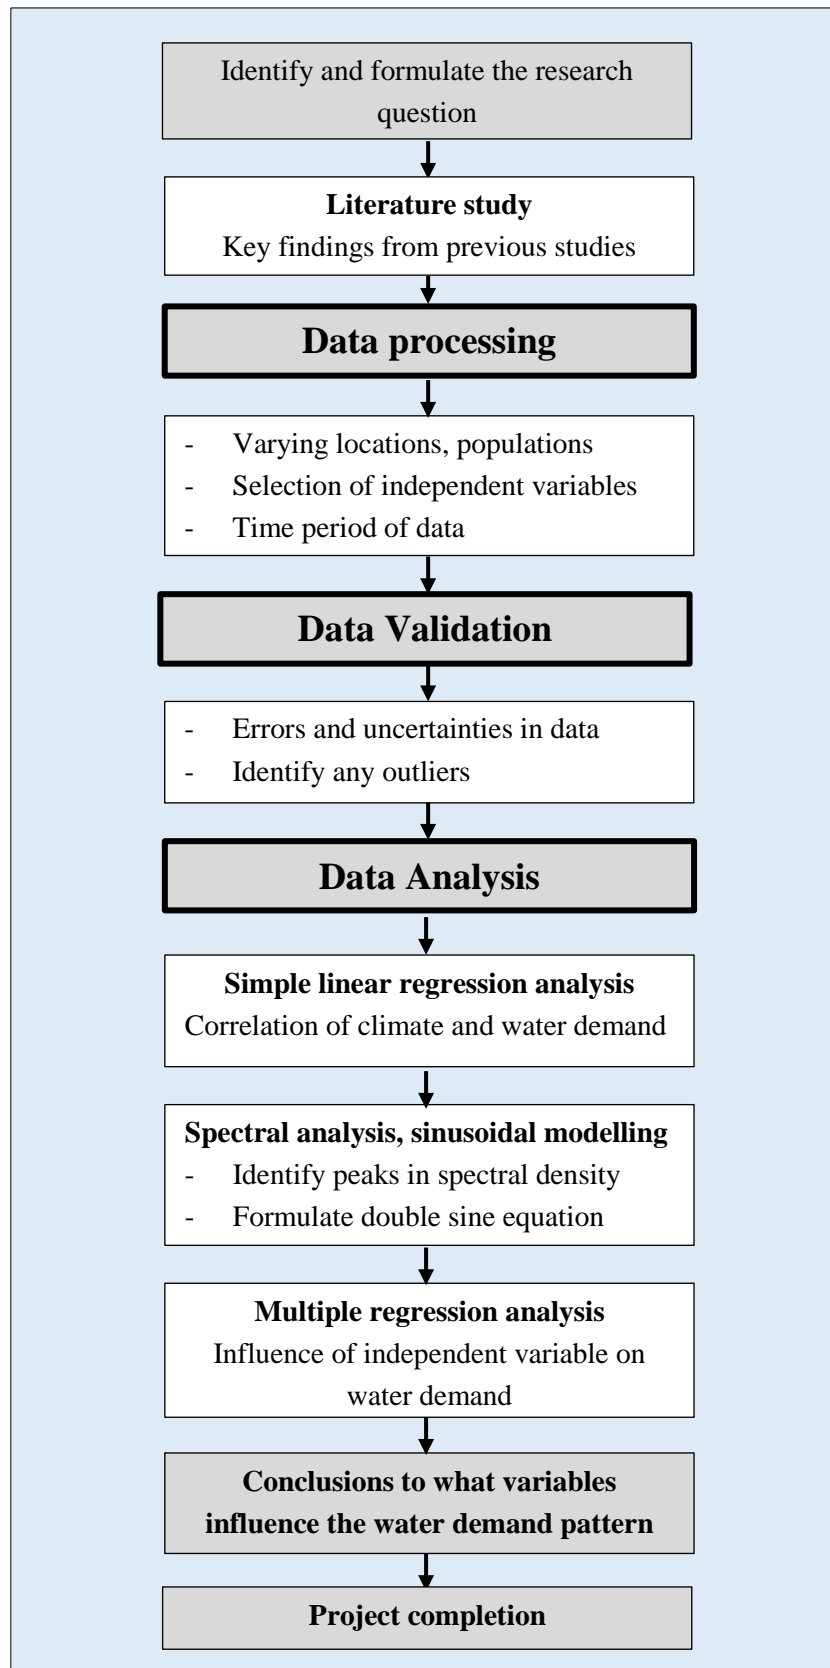 Identify and formulate the research
question
Literature study
Key findings from previous studies
Data processing
- Varying locations, populations
- Selection of independent variables
- Time period of data
Data Validation
- Errors and uncertainties in data
- Identify any outliers
Data Analysis
Simple linear regression analysis
Correlation of climate and water demand
Spectral analysis, sinusoidal modelling
- Identify peaks in spectral density
- Formulate double sine equation
Multiple regression analysis
Influence of independent variable on
water demand
Conclusions to what variables
influence the water demand pattern
Project completion